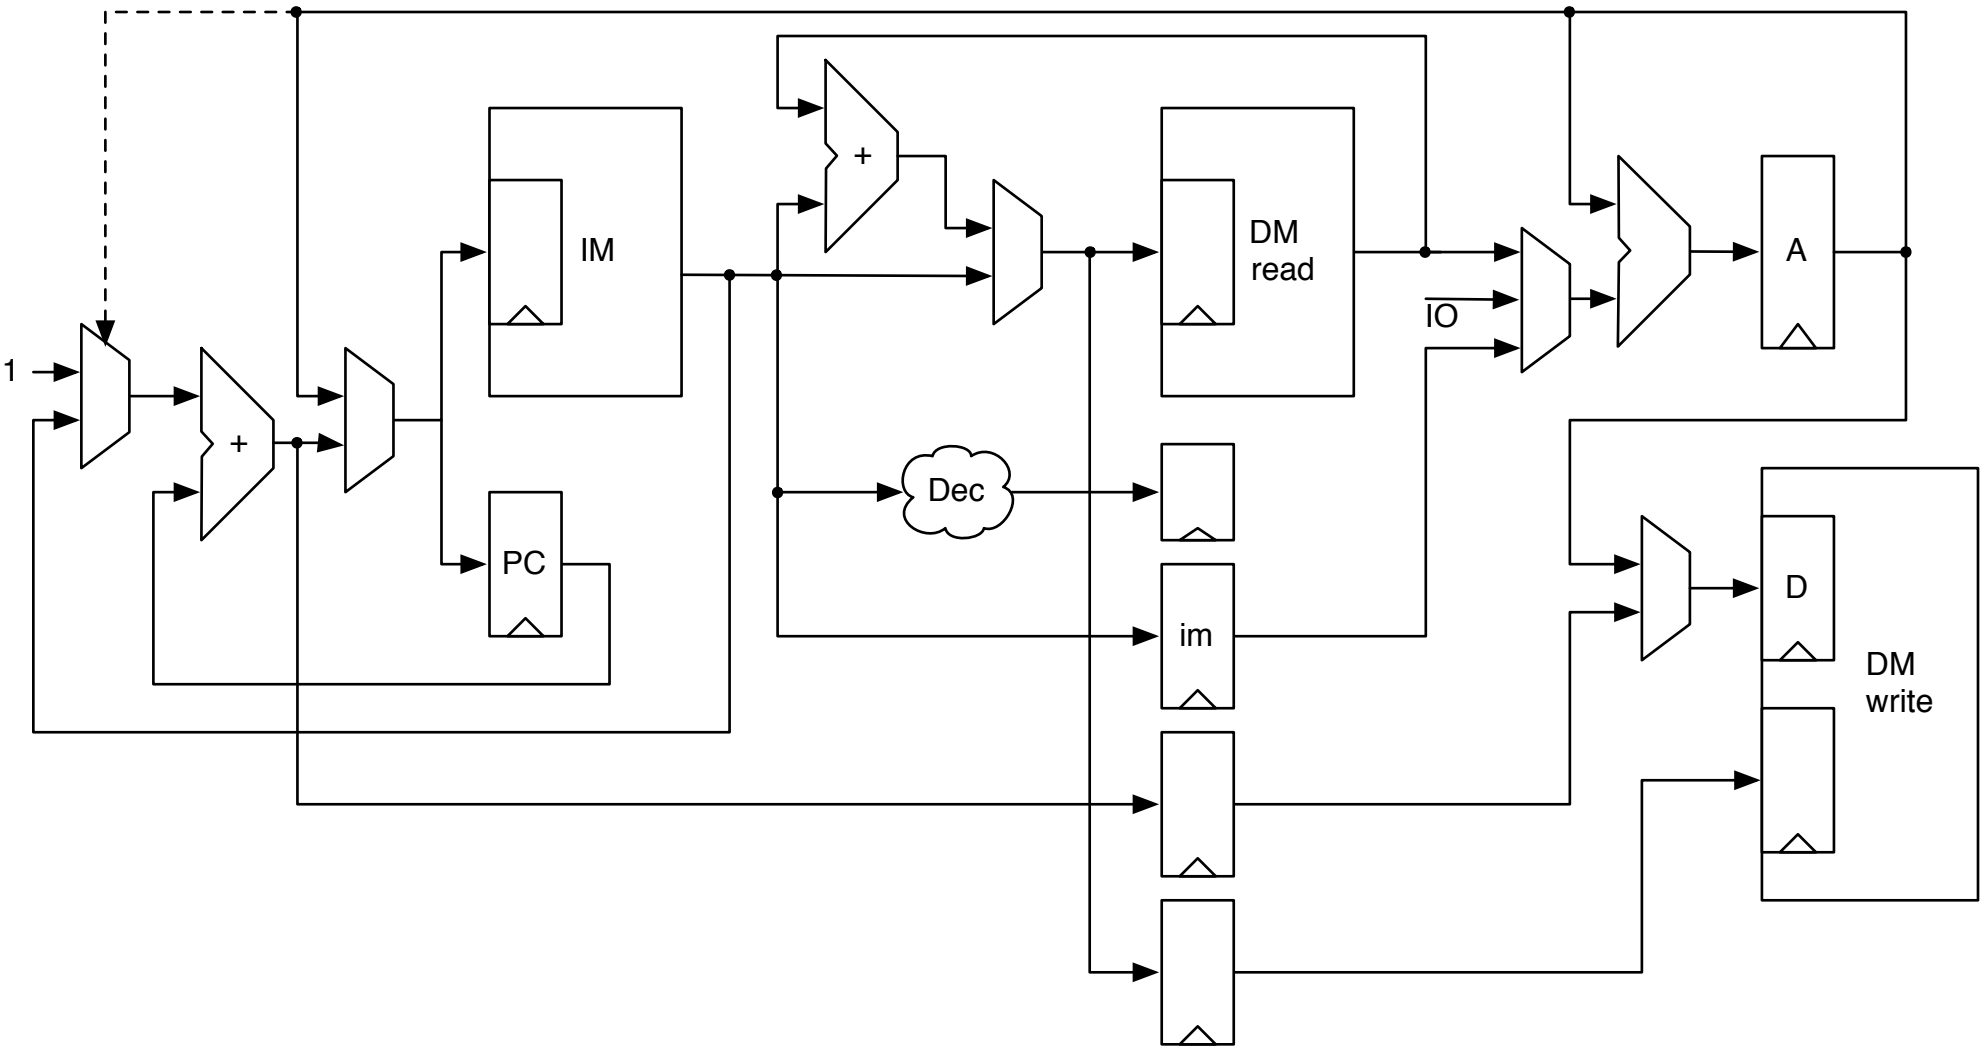 +
IM
DM
read
A
IO
1
+
Dec
PC
D
im
DM
write